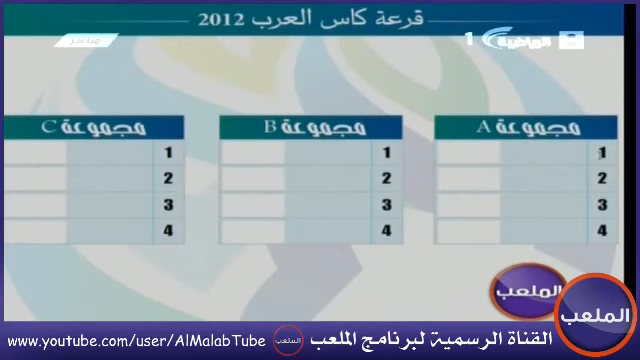 قرعة كاس العرب 2012
مباشر
الرياضية 1
مجموعة A
1
2
3
4
مجموعة B
1
2
3
4
مجموعة C
1
2
3
4
الملعب
الملعب
القناة الرسمية لبرنامج الملعب
الملعب
www.youtube.com/user/AlMalabTube